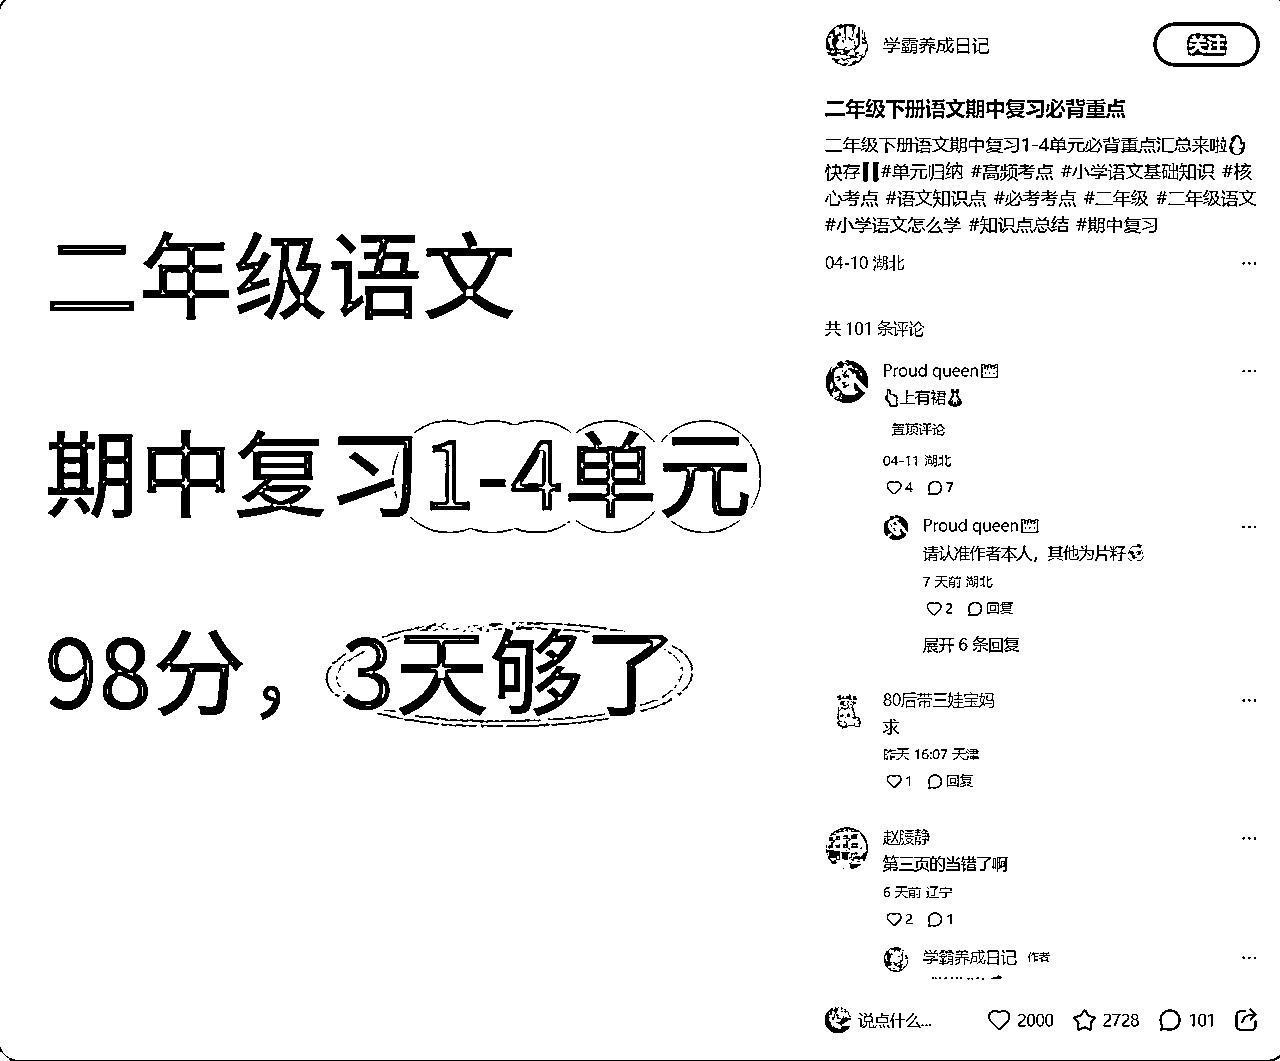 二年级语文
期中复习1-4单元
98分，3天够了
学霸养成日记
关注
二年级下册语文期中复习必背重点
二年级下册语文期中复习1-4单元必背重点汇总来啦
快存‼️#单元归纳 #高频考点 #小学语文基础知识 #核
心考点 #语文知识点 #必考考点 #二年级 #二年级语文
#小学语文怎么学 #知识点总结 #期中复习
04-10 湖北
共 101 条评论
Proud queen
👆上有裙👗
置顶评论
04-11 湖北
4 7
Proud queen
请认准作者本人，其他为片籽
7 天前 湖北
2 回复
展开 6 条回复
80后带三娃宝妈
求
昨天 16:07 天津
1 回复
赵腰静
第三页的当错了啊
6 天前 辽宁
2 1
学霸养成日记 作者
说点什么...
2000 2728 101